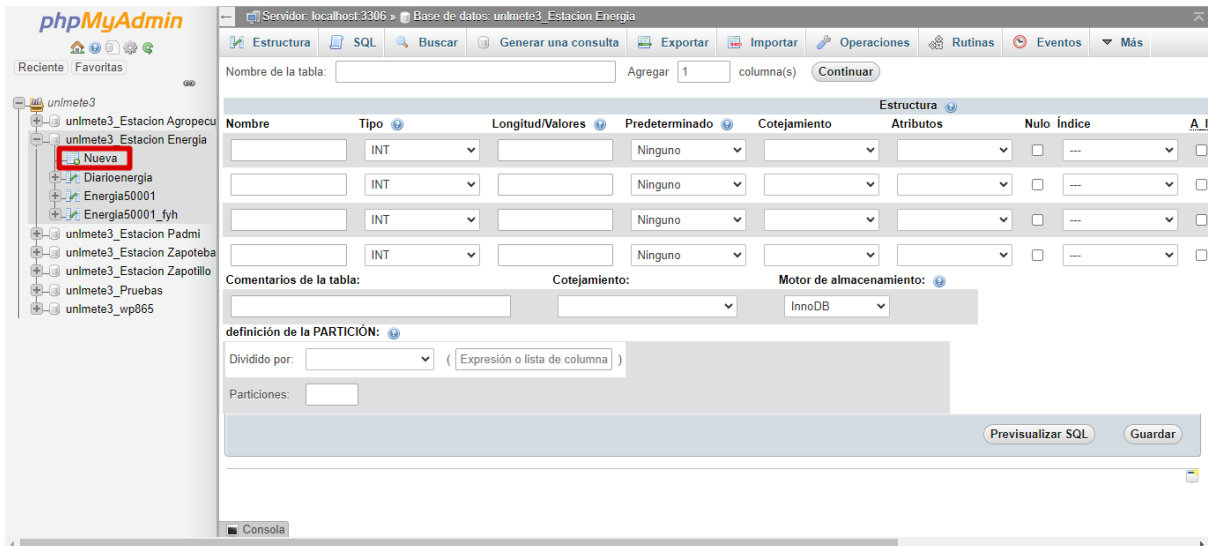 phpMyAdmin
Reciente Favoritas
unlmete3
unlmete3_Estacion Agropecu
unlmete3_Estacion Energia
Nueva
Diarioenergia
Energia50001
Energia50001_fyh
unlmete3_Estacion Padmi
unlmete3_Estacion Zapoteba
unlmete3_Estacion Zapotillo
unlmete3_Pruebas
unlmete3_wp865
← Servidor: localhost:3306 » Base de datos: unlmete3_Estacion Energia
Estructura SQL Buscar Generar una consulta Exportar Importar Operaciones Rutinas Eventos Más
Nombre de la tabla: Agregar 1 columna(s) Continuar
Estructura
Nombre Tipo Longitud/Valores Predeterminado Cotejamiento Atributos Nulo Índice A_I
INT Ninguno ---
INT Ninguno ---
INT Ninguno ---
INT Ninguno ---
Comentarios de la tabla: Cotejamiento: Motor de almacenamiento:
InnoDB
definición de la PARTICIÓN:
Dividido por: ( Expresión o lista de columna )
Particiones:
Previsualizar SQL Guardar
Consola